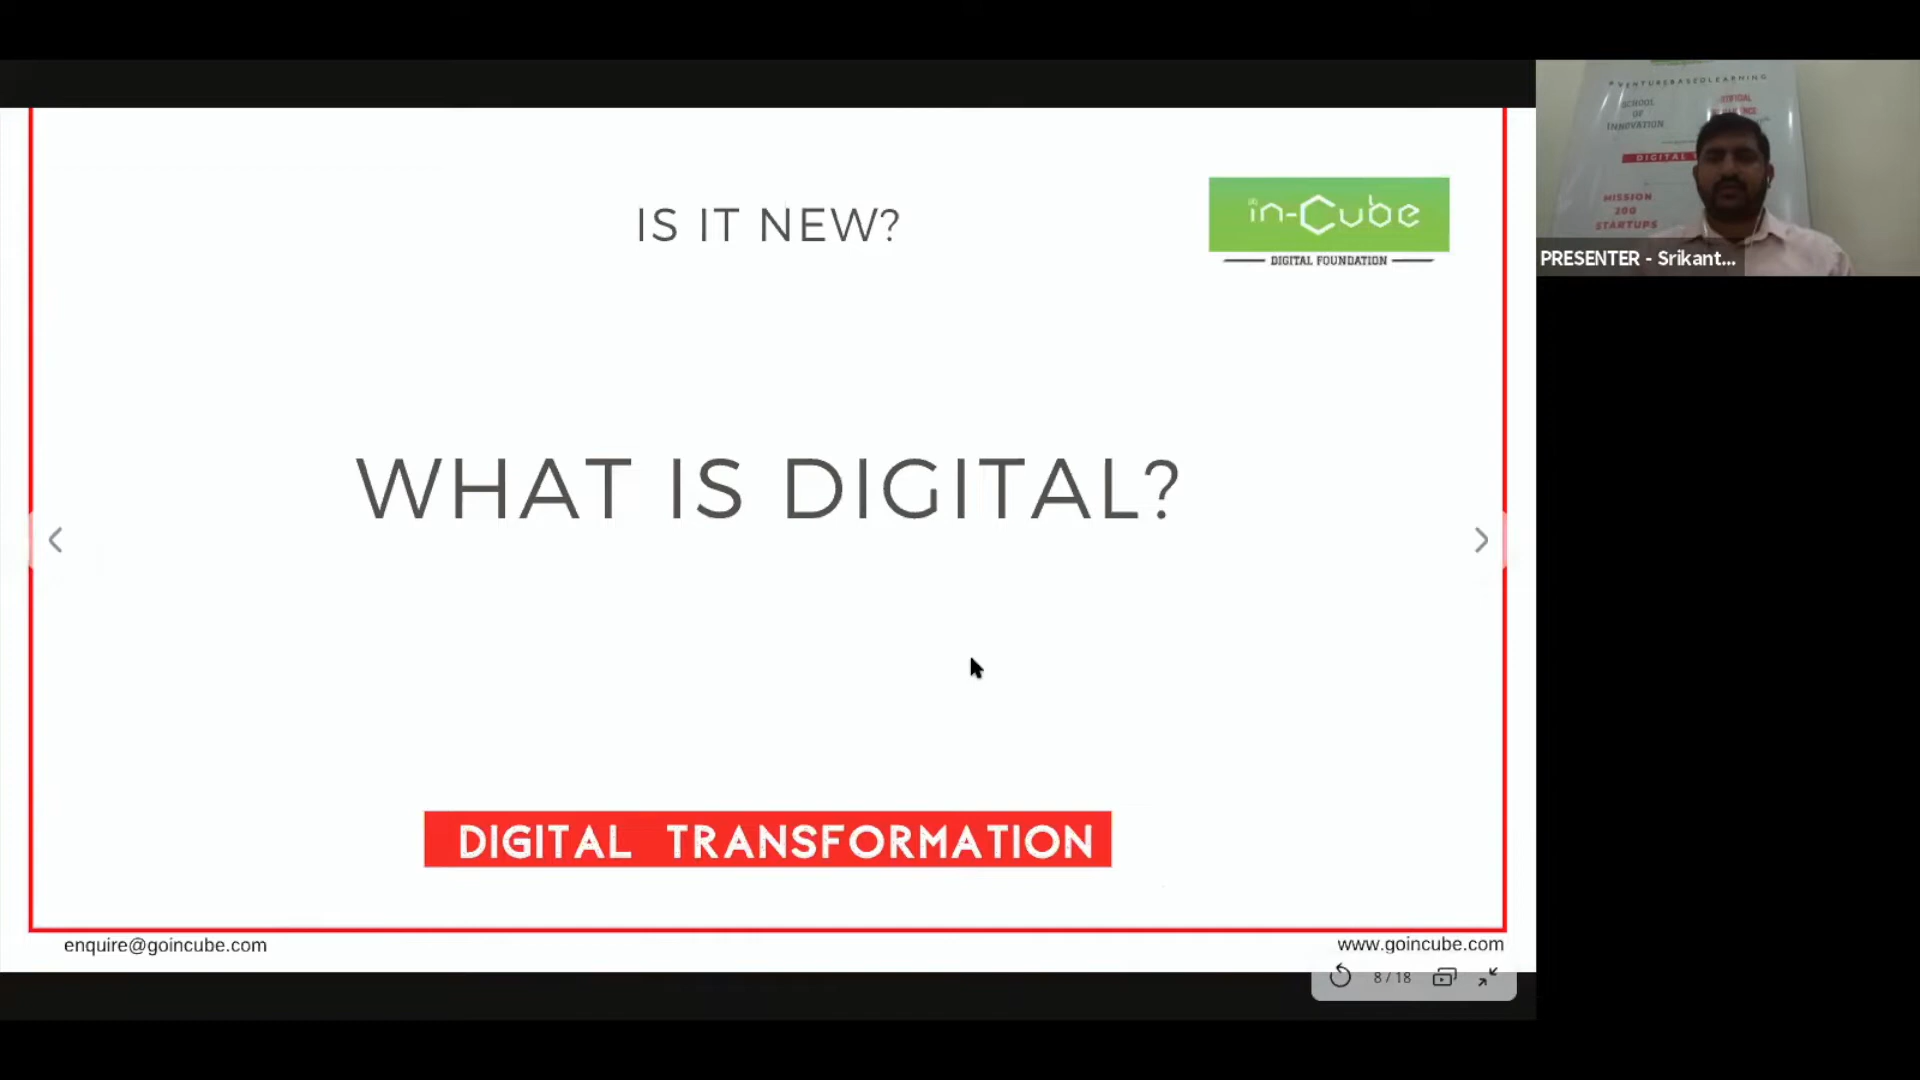 IS IT NEW?
in-Cube
DIGITAL FOUNDATION
WHAT IS DIGITAL?
DIGITAL TRANSFORMATION
enquire@goincube.com
www.goincube.com
8 / 18
#VENTUREBASEDLEARNING
SCHOOL
OF
INNOVATION
DIGITAL
MISSION
200
STARTUPS
PRESENTER - Srikant...